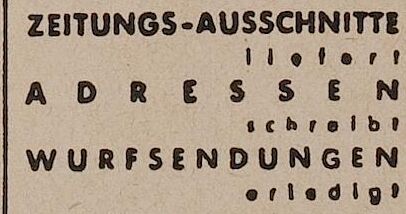 ZEITUNGS-AUSSCHNITTE
liefert
ADRESSEN
schreibt
WURFSENDUNGEN
erledigt